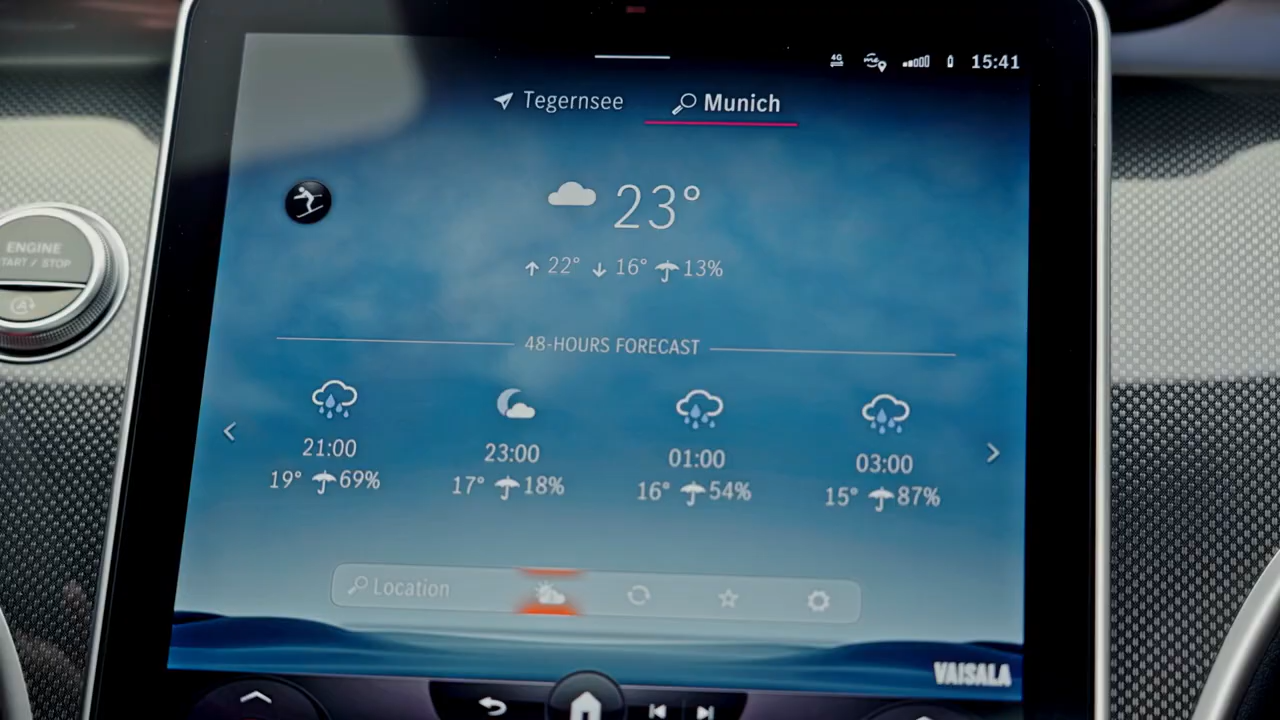 4G 15:41
Tegernsee Munich
23°
22° 16° 13%
ENGINE
START / STOP
48-HOURS FORECAST
21:00 23:00 01:00 03:00
19° 69% 17° 18% 16° 54% 15° 87%
Location
VAISALA